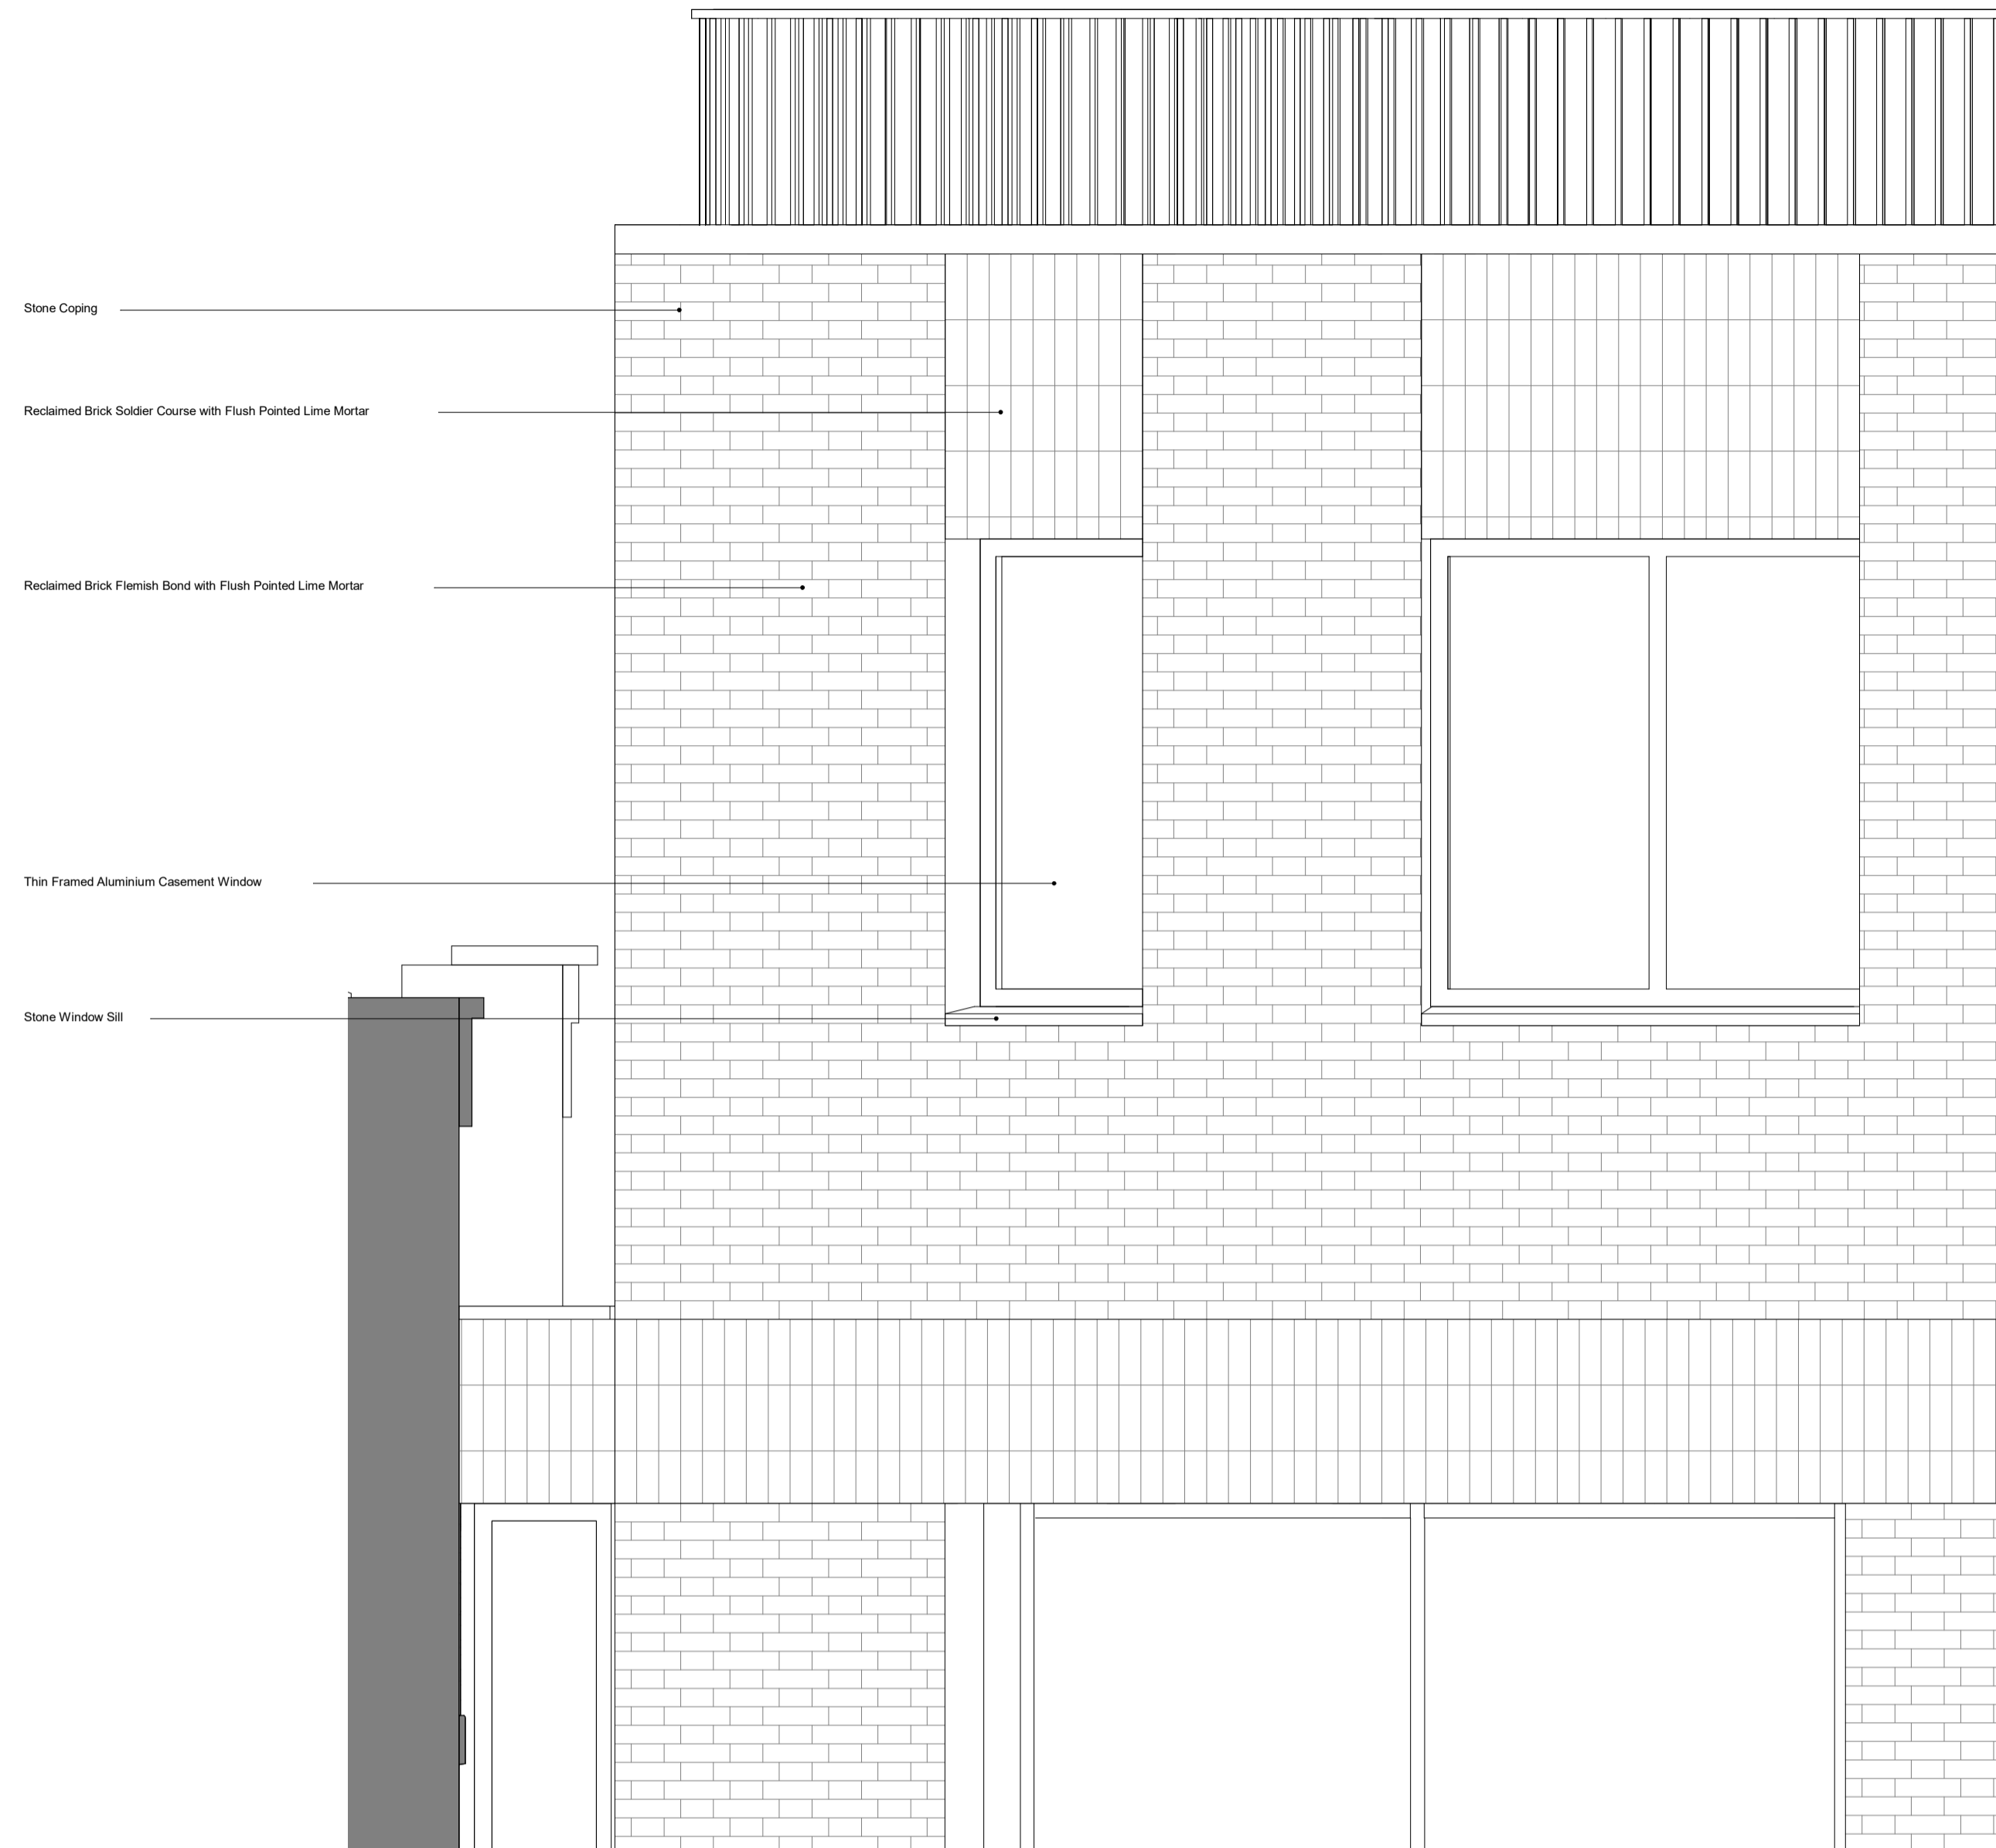 Stone Coping
Reclaimed Brick Soldier Course with Flush Pointed Lime Mortar
Reclaimed Brick Flemish Bond with Flush Pointed Lime Mortar
Thin Framed Aluminium Casement Window
Stone Window Sill